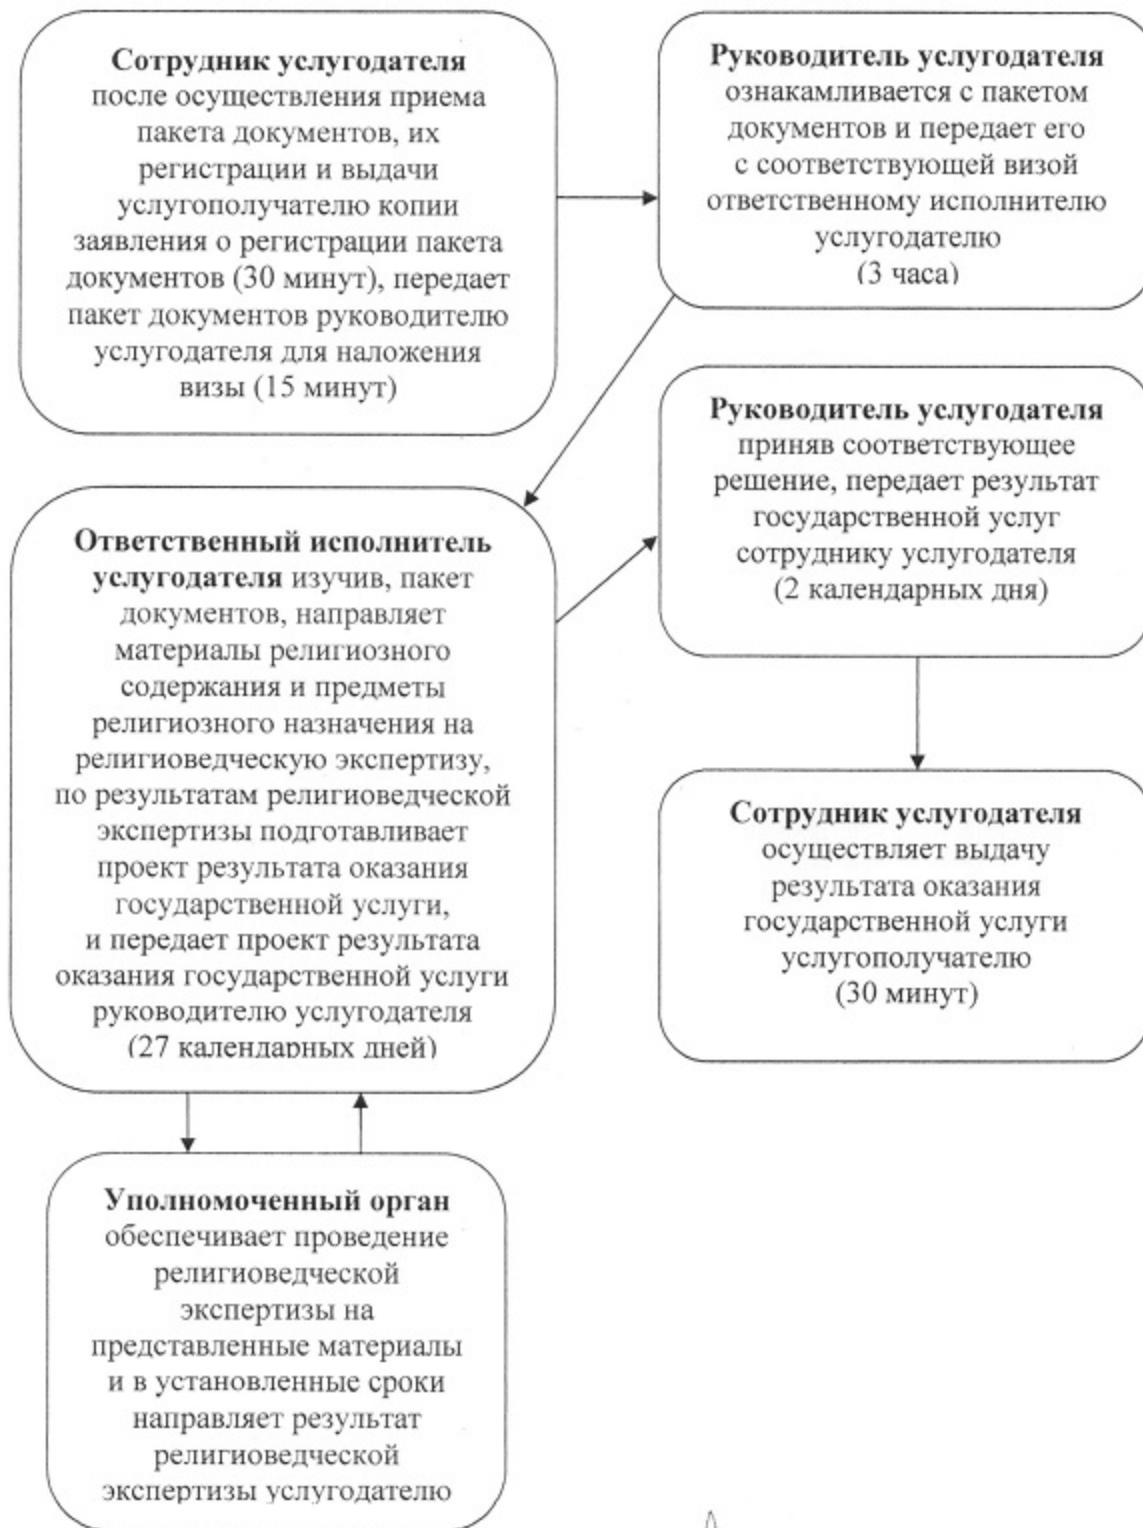 Сотрудник услугодателя
после осуществления приема
пакета документов, их
регистрации и выдачи
услугополучателю копии
заявления о регистрации пакета
документов (30 минут), передает
пакет документов руководителю
услугодателя для наложения
визы (15 минут)
Руководитель услугодателя
ознакамливается с пакетом
документов и передает его
с соответствующей визой
ответственному исполнителю
услугодателю
(3 часа)
Ответственный исполнитель
услугодателя изучив, пакет
документов, направляет
материалы религиозного
содержания и предметы
религиозного назначения на
религиоведческую экспертизу,
по результатам религиоведческой
экспертизы подготавливает
проект результата оказания
государственной услуги,
и передает проект результата
оказания государственной услуги
руководителю услугодателя
(27 календарных дней)
Руководитель услугодателя
приняв соответствующее
решение, передает результат
государственной услуг
сотруднику услугодателя
(2 календарных дня)
Сотрудник услугодателя
осуществляет выдачу
результата оказания
государственной услуги
услугополучателю
(30 минут)
Уполномоченный орган
обеспечивает проведение
религиоведческой
экспертизы на
представленные материалы
и в установленные сроки
направляет результат
религиоведческой
экспертизы услугодателю